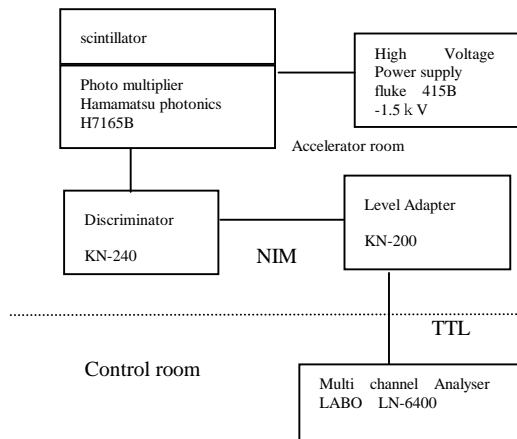 scintillator
Photo multiplier
Hamamatsu photonics
H7165B
High Voltage
Power supply
fluke 415B
-1.5ｋV
Accelerator room
Discriminator
KN-240
NIM
Level Adapter
KN-200
TTL
Control room
Multi channel Analyser
LABO LN-6400